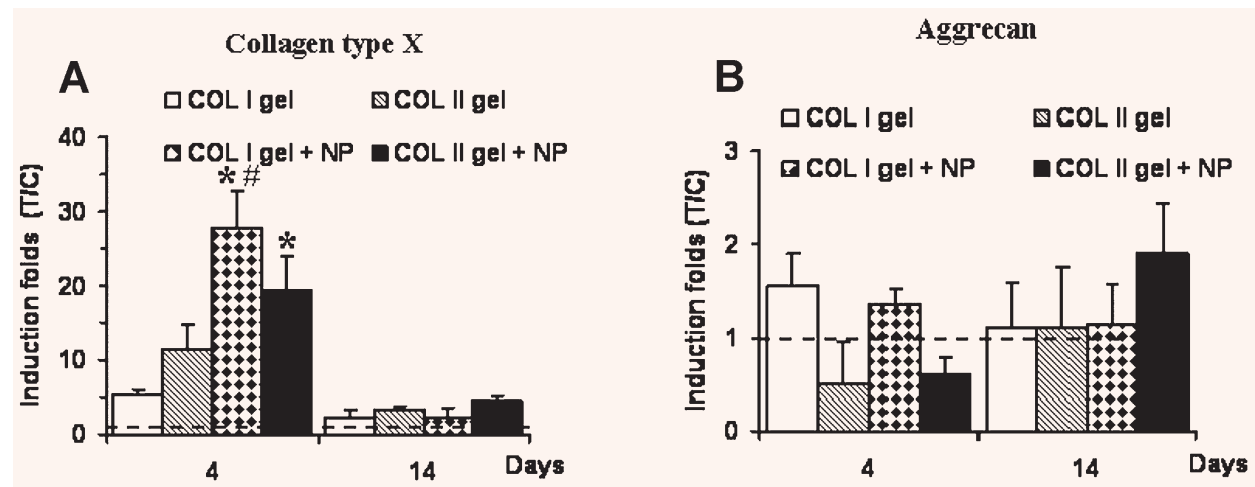 Collagen type X
A
COL I gel
COL II gel
COL I gel + NP
COL II gel + NP
Induction folds (T/C)
40
30
20
10
0
*#
*
4
14
Days
Aggrecan
B
COL I gel
COL II gel
COL I gel + NP
COL II gel + NP
Induction folds (T/C)
3
2
1
0
4
14
Days